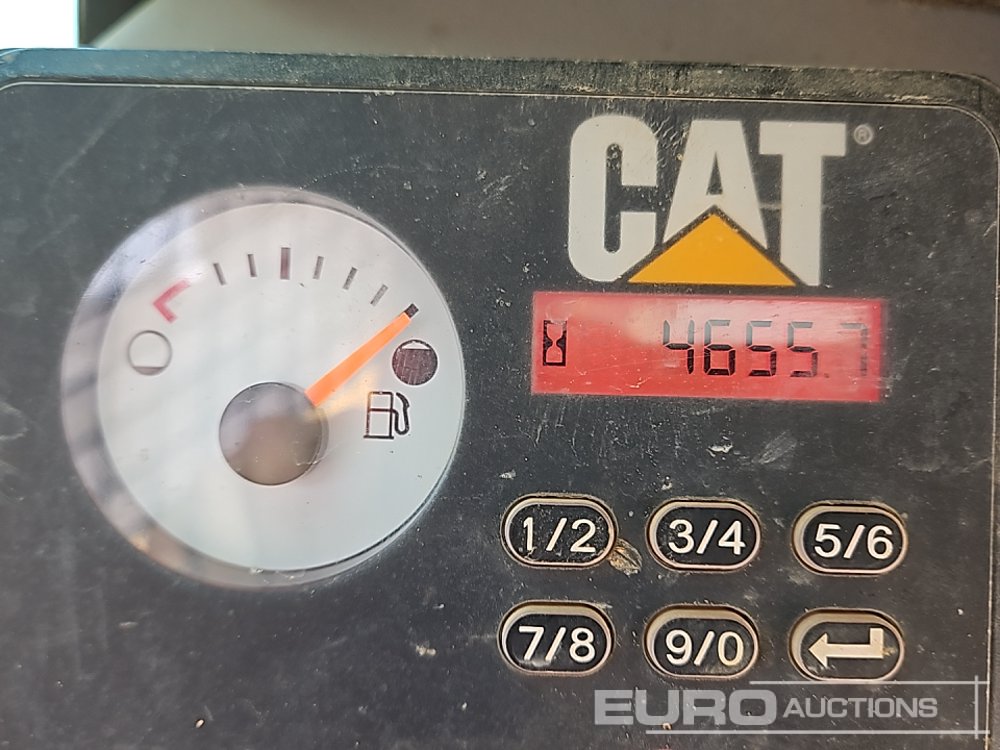 CAT®
4655.7
1/2 3/4 5/6
7/8 9/0
EURO AUCTIONS